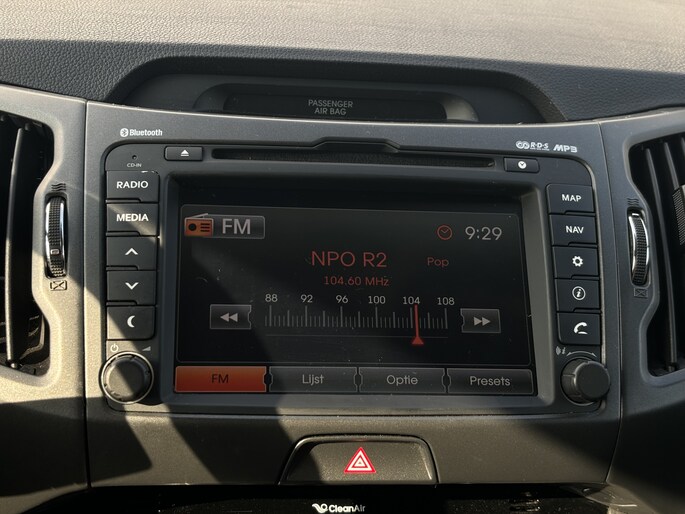 PASSENGER
AIR BAG
Bluetooth
R·D·S MP3
CD-IN
RADIO
MEDIA
MAP
NAV
FM
9:29
NPO R2
Pop
104.60 MHz
88 92 96 100 104 108
FM
Lijst
Optie
Presets
CleanAir